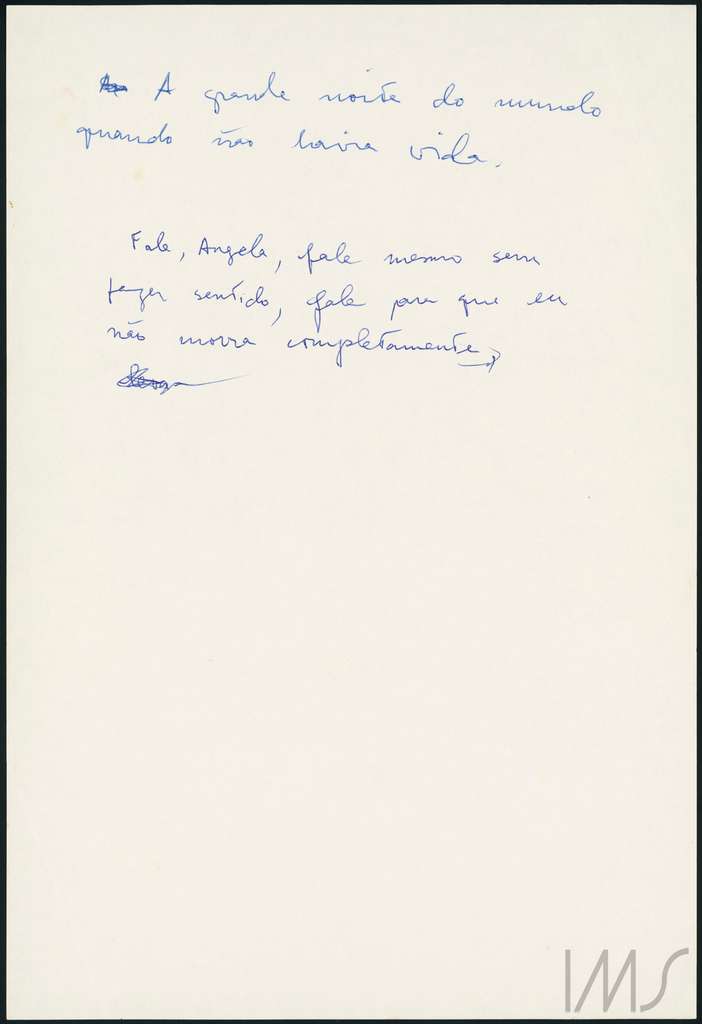 A grande noite do mundo
quando não havia vida.
Fale, Angela, fale mesmo sem
fazer sentido, fale para que eu
não morra completamente
IMS